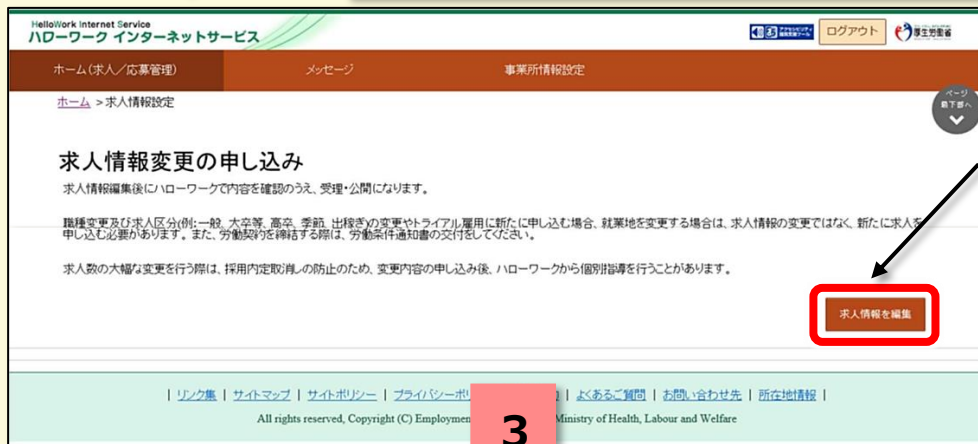 HelloWork Internet Service
ハローワーク インターネットサービス
ログアウト
厚生労働省
ホーム(求人/応募管理)
メッセージ
事業所情報設定
ホーム > 求人情報設定
ページ
最下部へ
求人情報変更の申し込み
求人情報編集後にハローワークで内容を確認のうえ、受理・公開になります。
職種変更及び求人区分(例:一般、大卒等、高卒、季節、出稼ぎ)の変更やトライアル雇用に新たに申し込む場合、就業地を変更する場合は、求人情報の変更ではなく、新たに求人を
申し込む必要があります。また、労働契約を締結する際は、労働条件通知書の交付をしてください。
求人数の大幅な変更を行う際は、採用内定取消しの防止のため、変更内容の申し込み後、ハローワークから個別指導を行うことがあります。
求人情報を編集
| リンク集 | サイトマップ | サイトポリシー | プライバシーポリ
| よくあるご質問 | お問い合わせ先 | 所在地情報 |
All rights reserved, Copyright (C) Employmen
Ministry of Health, Labour and Welfare
3